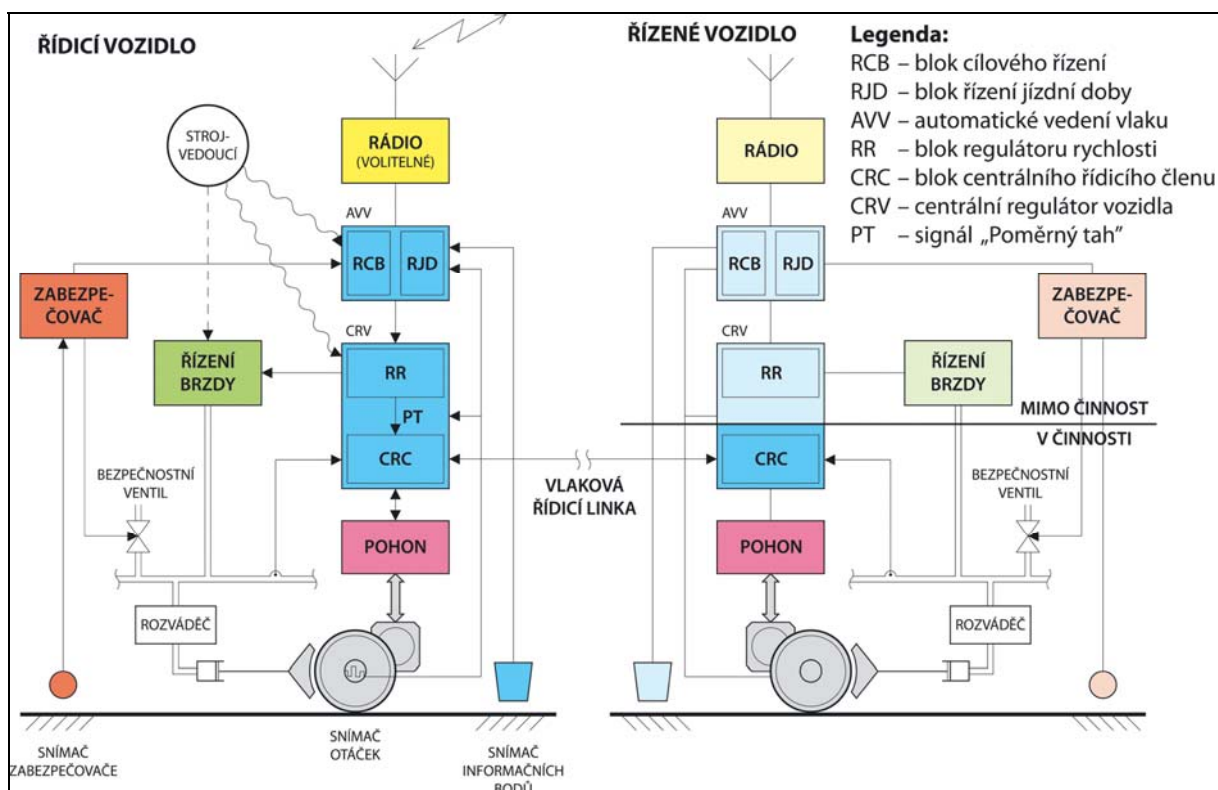 ŘÍDICÍ VOZIDLO
STROJ-
VEDOUCÍ
RÁDIO
(VOLITELNÉ)
AVV
RCB
RJD
ZABEZPE-
ČOVAČ
CRV
ŘÍZENÍ
BRZDY
RR
PT
CRC
BEZPEČNOSTNÍ
VENTIL
POHON
ROZVÁDĚČ
SNÍMAČ
ZABEZPEČOVAČE
SNÍMAČ
OTÁČEK
SNÍMAČ
INFORMAČNÍCH
BODŮ
VLAKOVÁ
ŘÍDICÍ LINKA
ŘÍZENÉ VOZIDLO
RÁDIO
AVV
RCB
RJD
ZABEZPE-
ČOVAČ
CRV
RR
ŘÍZENÍ
BRZDY
MIMO ČINNOST
V ČINNOSTI
CRC
BEZPEČNOSTNÍ
VENTIL
POHON
ROZVÁDĚČ
Legenda:
RCB – blok cílového řízení
RJD – blok řízení jízdní doby
AVV – automatické vedení vlaku
RR – blok regulátoru rychlosti
CRC – blok centrálního řídicího členu
CRV – centrální regulátor vozidla
PT – signál „Poměrný tah"